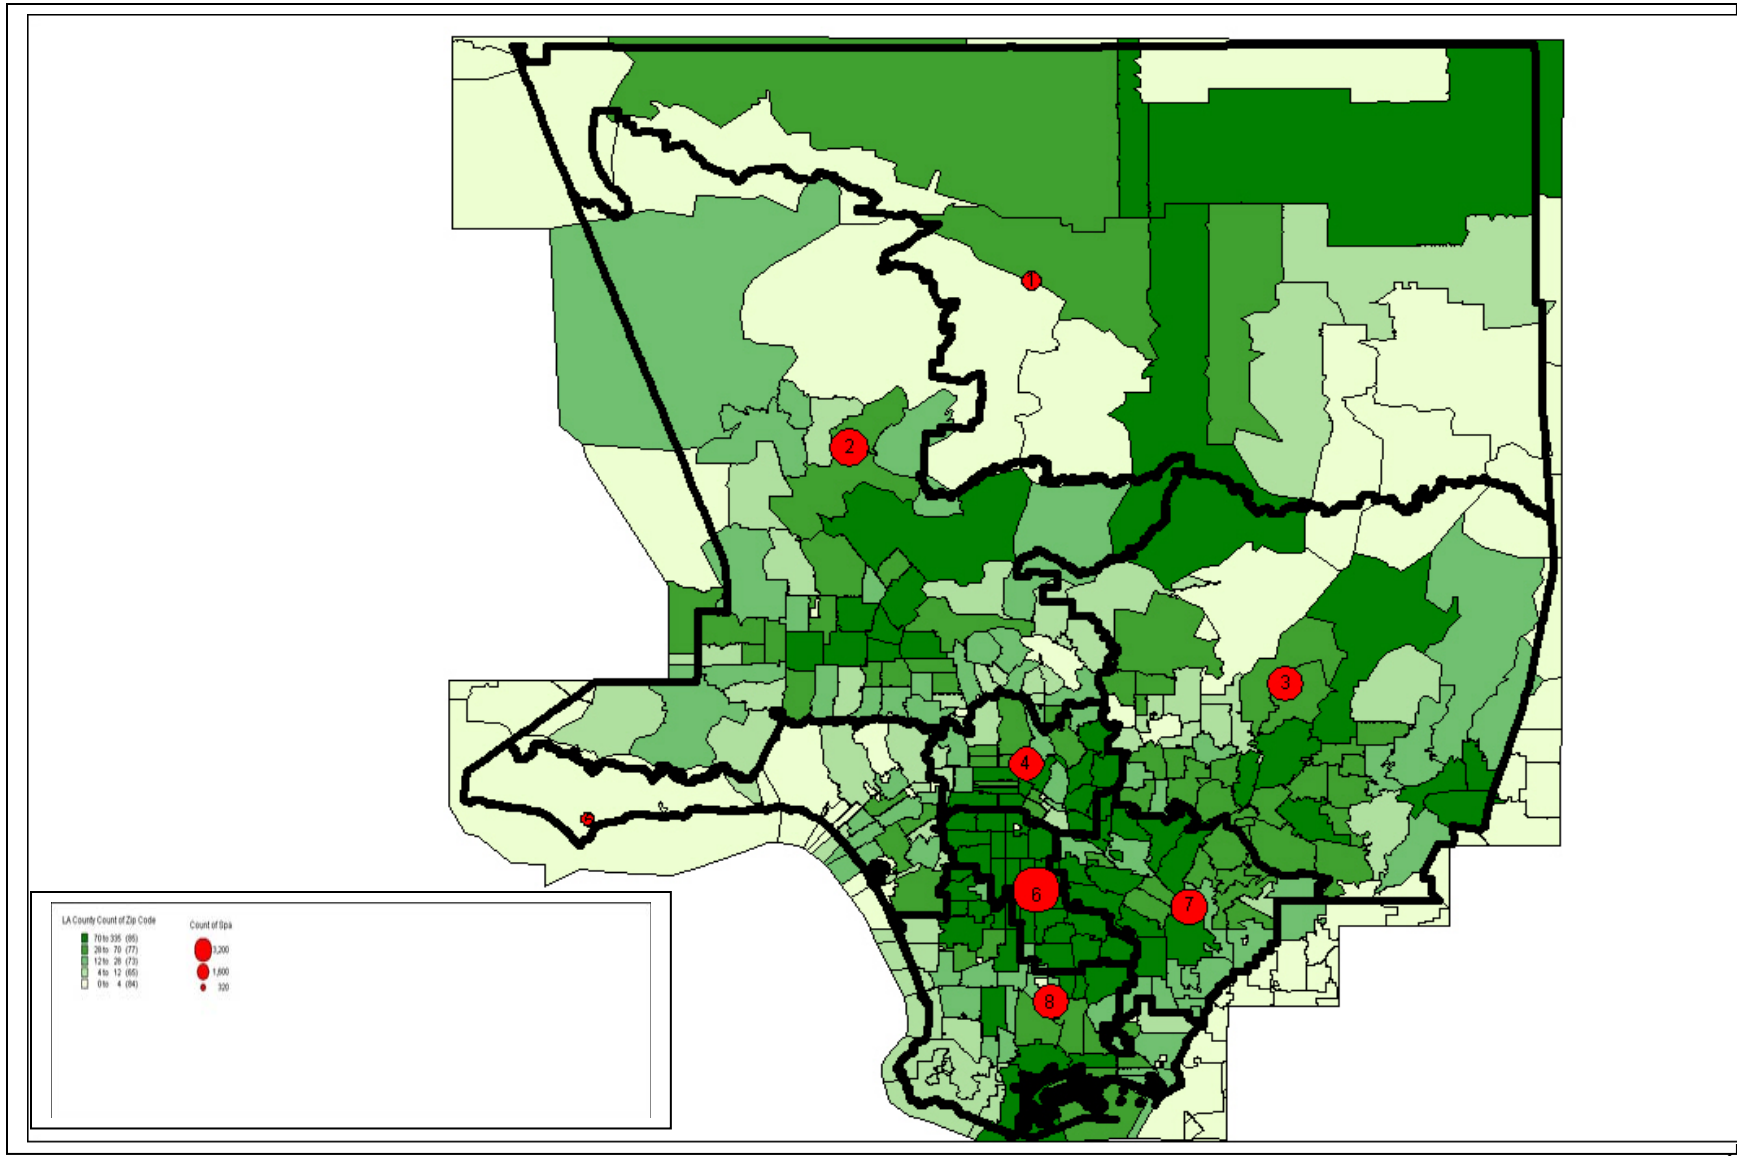 1
2
3
4
5
6
7
8
LA County Count of Zip Code
70 to 335 (85)
28 to 70 (77)
12 to 28 (73)
4 to 12 (65)
0 to 4 (84)
Count of Spa
3,200
1,600
320